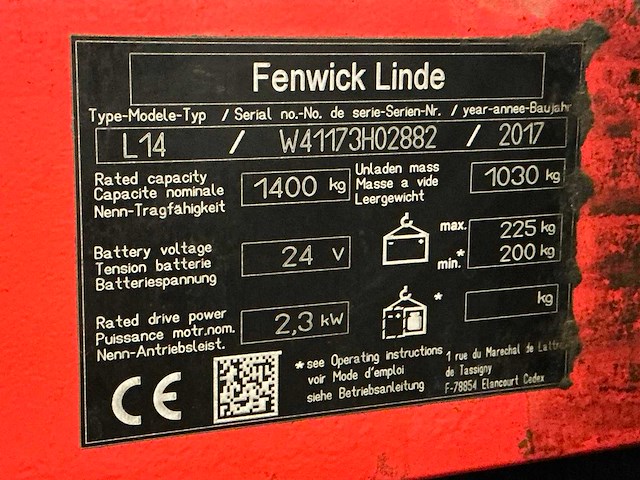 Fenwick Linde
Type-Modele-Typ / Serial no.-No. de serie-Serien-Nr. / year-annee-Baujahr
L14 / W41173H02882 / 2017
Rated capacity
Capacite nominale
Nenn-Tragfähigkeit
1400 kg
Unladen mass
Masse a vide
Leergewicht
1030 kg
Battery voltage
Tension batterie
Batteriespannung
24 V
max. 225 kg
min.* 200 kg
Rated drive power
Puissance motr.nom.
Nenn-Antriebsleist.
2,3 kW
* kg
CE
*see Operating instructions
voir Mode d'emploi
siehe Betriebsanleitung
1 rue du Marechal de Lattre
de Tassigny
F-78854 Elancourt Cedex